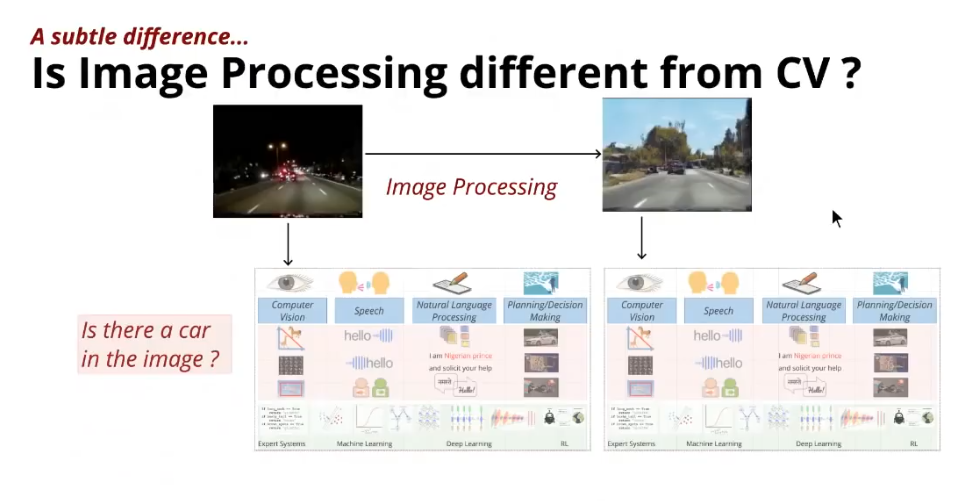 A subtle difference...
Is Image Processing different from CV ?
Image Processing
Is there a car
in the image ?
Computer
Vision
Speech
Natural Language
Processing
Planning/Decision
Making
hello
hello
I am Nigerian prince
and solicit your help
Hello!
Expert Systems
Machine Learning
Deep Learning
RL
Computer
Vision
Speech
Natural Language
Processing
Planning/Decision
Making
hello
hello
I am Nigerian prince
and solicit your help
Hello!
Expert Systems
Machine Learning
Deep Learning
RL